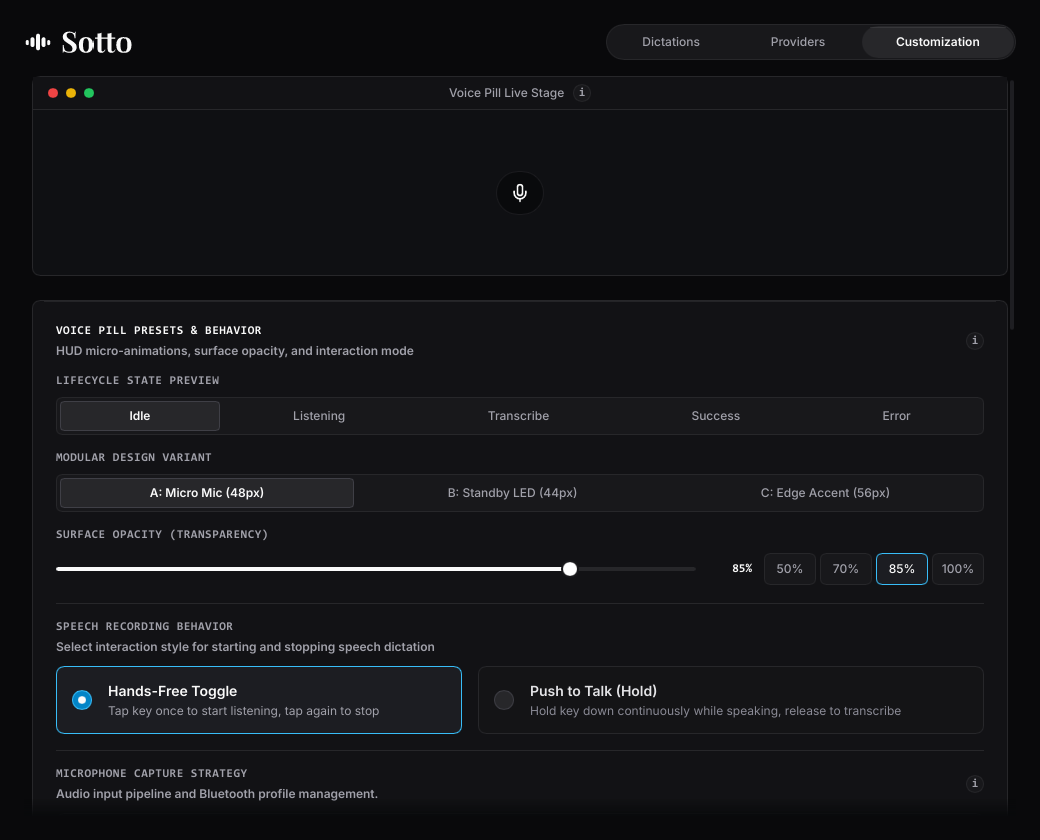 Sotto
Dictations
Providers
Customization
Voice Pill Live Stage i
VOICE PILL PRESETS & BEHAVIOR
HUD micro-animations, surface opacity, and interaction mode
i
LIFECYCLE STATE PREVIEW
Idle
Listening
Transcribe
Success
Error
MODULAR DESIGN VARIANT
A: Micro Mic (48px)
B: Standby LED (44px)
C: Edge Accent (56px)
SURFACE OPACITY (TRANSPARENCY)
85%
50%
70%
85%
100%
SPEECH RECORDING BEHAVIOR
Select interaction style for starting and stopping speech dictation
Hands-Free Toggle
Tap key once to start listening, tap again to stop
Push to Talk (Hold)
Hold key down continuously while speaking, release to transcribe
MICROPHONE CAPTURE STRATEGY
Audio input pipeline and Bluetooth profile management.
i